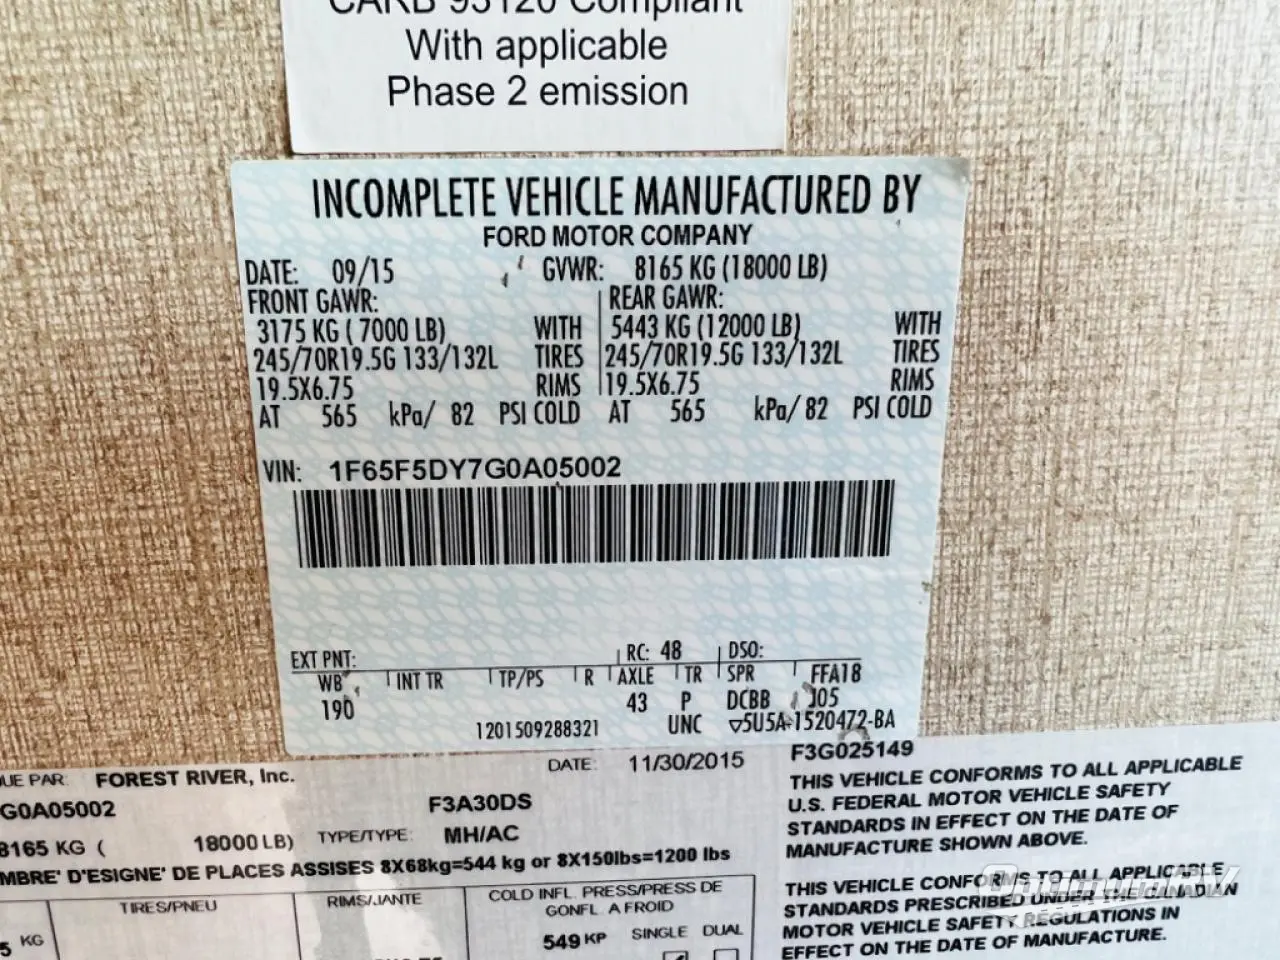 CARB 93120 Compliant
With applicable
Phase 2 emission
INCOMPLETE VEHICLE MANUFACTURED BY
FORD MOTOR COMPANY
DATE: 09/15 GVWR: 8165 KG (18000 LB)
FRONT GAWR: REAR GAWR:
3175 KG ( 7000 LB) WITH 5443 KG (12000 LB) WITH
245/70R19.5G 133/132L TIRES 245/70R19.5G 133/132L TIRES
19.5X6.75 RIMS 19.5X6.75 RIMS
AT 565 kPa/ 82 PSI COLD AT 565 kPa/ 82 PSI COLD
VIN: 1F65F5DY7G0A05002
EXT PNT: RC: 48 DSO:
WB INT TR TP/PS R AXLE TR SPR FFA18
190 43 P DCBB J05
1201509288321 UNC ▽5U5A-1520472-BA
UE PAR: FOREST RIVER, Inc. DATE: 11/30/2015 F3G025149
G0A05002 F3A30DS
8165 KG ( 18000 LB) TYPE/TYPE: MH/AC
MBRE' D'ESIGNE' DE PLACES ASSISES 8X68kg=544 kg or 8X150lbs=1200 lbs
TIRES/PNEU RIMS/JANTE COLD INFL. PRESS/PRESS DE
GONFL. A FROID
5 KG 549 KP SINGLE DUAL
THIS VEHICLE CONFORMS TO ALL APPLICABLE
U.S. FEDERAL MOTOR VEHICLE SAFETY
STANDARDS IN EFFECT ON THE DATE OF
MANUFACTURE SHOWN ABOVE.
THIS VEHICLE CONFORMS TO ALL APPLICABLE
STANDARDS PRESCRIBED UNDER THE CANADIAN
MOTOR VEHICLE SAFETY REGULATIONS IN
EFFECT ON THE DATE OF MANUFACTURE.